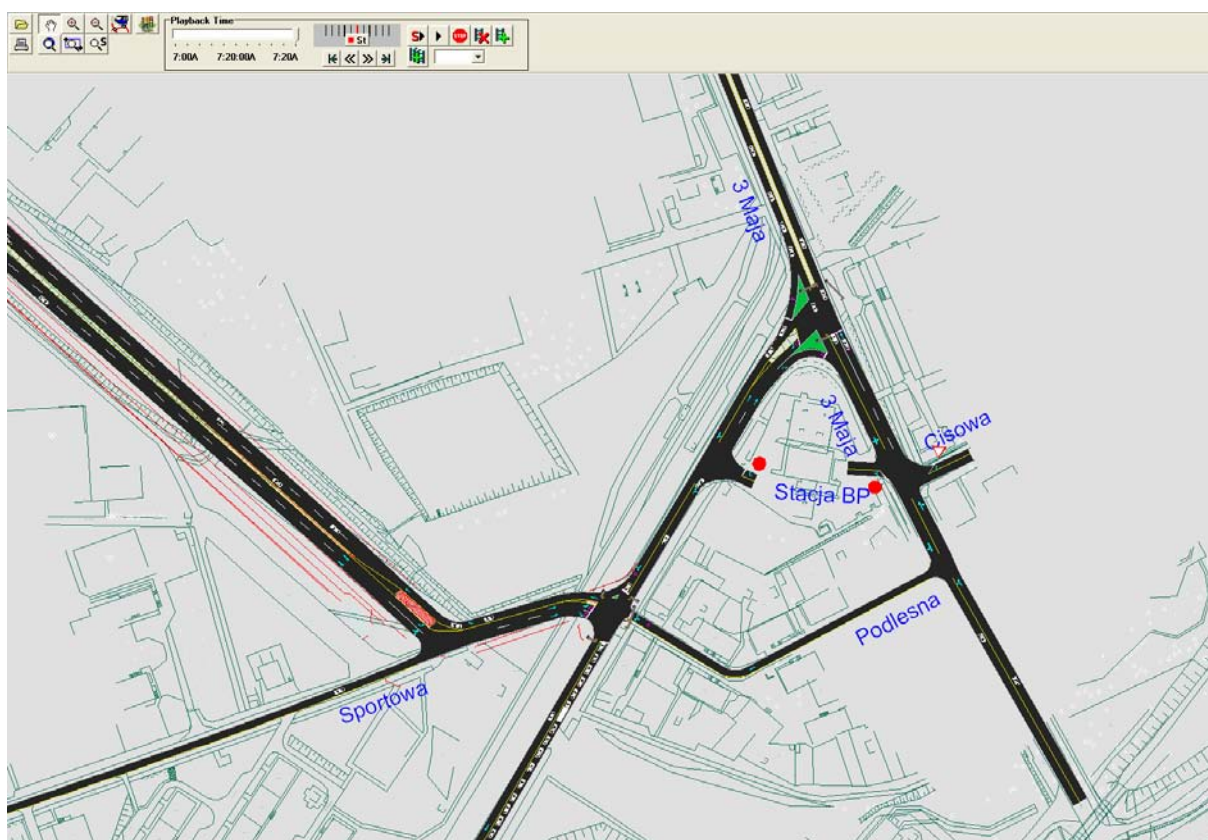 Playback Time
St
S
STOP
S
7:00A 7:20:00A 7:20A
3 Maja
3 Maja
Cisowa
Stacja BP
Podlesna
Sportowa